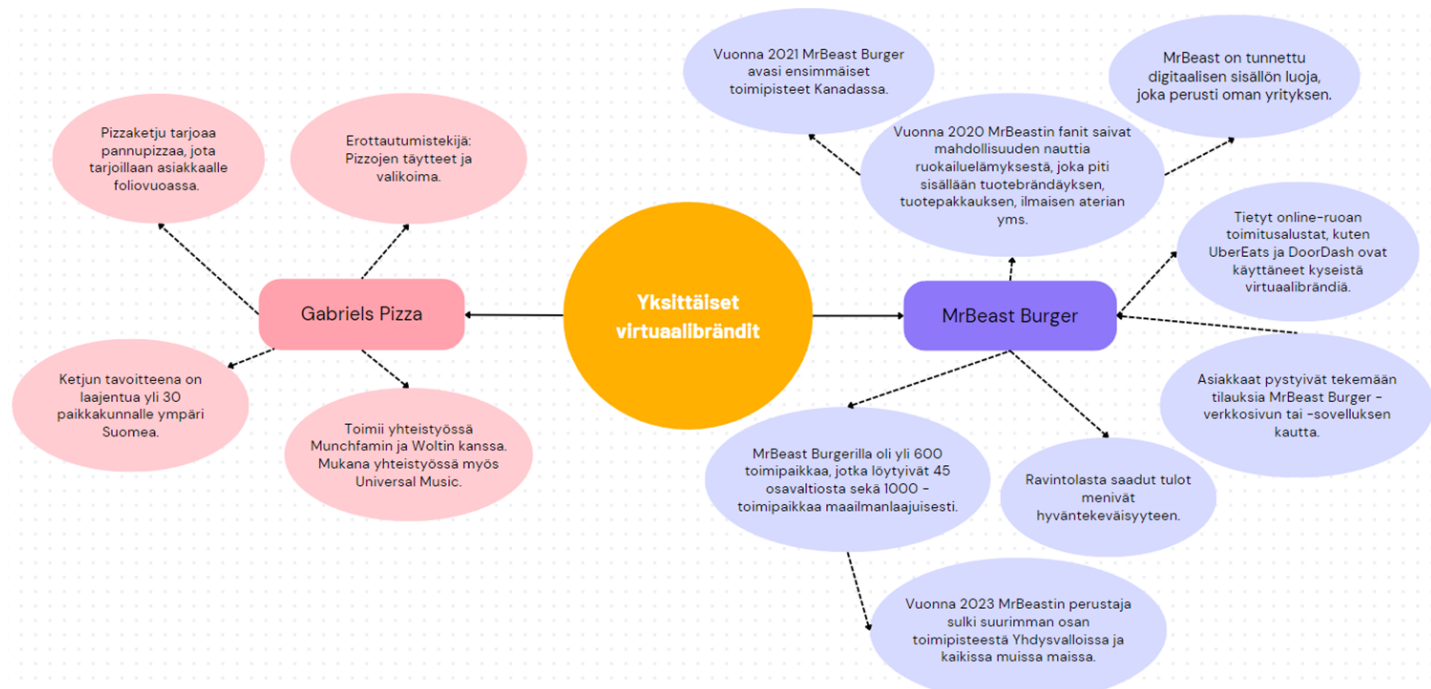 Yksittäiset
virtuaalibrändit
Gabriels Pizza
Pizzaketju tarjoaa
pannupizzaa, jota
tarjoillaan asiakkaalle
foliovuoassa.
Erottautumistekijä:
Pizzojen täytteet ja
valikoima.
Ketjun tavoitteena on
laajentua yli 30
paikkakunnalle ympäri
Suomea.
Toimii yhteistyössä
Munchfamin ja Woltin kanssa.
Mukana yhteistyössä myös
Universal Music.
MrBeast Burger
Vuonna 2021 MrBeast Burger
avasi ensimmäiset
toimipisteet Kanadassa.
Vuonna 2020 MrBeastin fanit saivat
mahdollisuuden nauttia
ruokailuelämyksestä, joka piti
sisällään tuotebrändäyksen,
tuotepakkauksen, ilmaisen aterian
yms.
MrBeast on tunnettu
digitaalisen sisällön luoja,
joka perusti oman yrityksen.
Tietyt online-ruoan
toimitusalustat, kuten
UberEats ja DoorDash ovat
käyttäneet kyseistä
virtuaalibrändiä.
Asiakkaat pystyivät tekemään
tilauksia MrBeast Burger -
verkkosivun tai -sovelluksen
kautta.
MrBeast Burgerilla oli yli 600
toimipaikkaa, jotka löytyivät 45
osavaltiosta sekä 1000 -
toimipaikkaa maailmanlaajuisesti.
Ravintolasta saadut tulot
menivät
hyväntekeväisyyteen.
Vuonna 2023 MrBeastin perustaja
sulki suurimman osan
toimipisteestä Yhdysvalloissa ja
kaikissa muissa maissa.